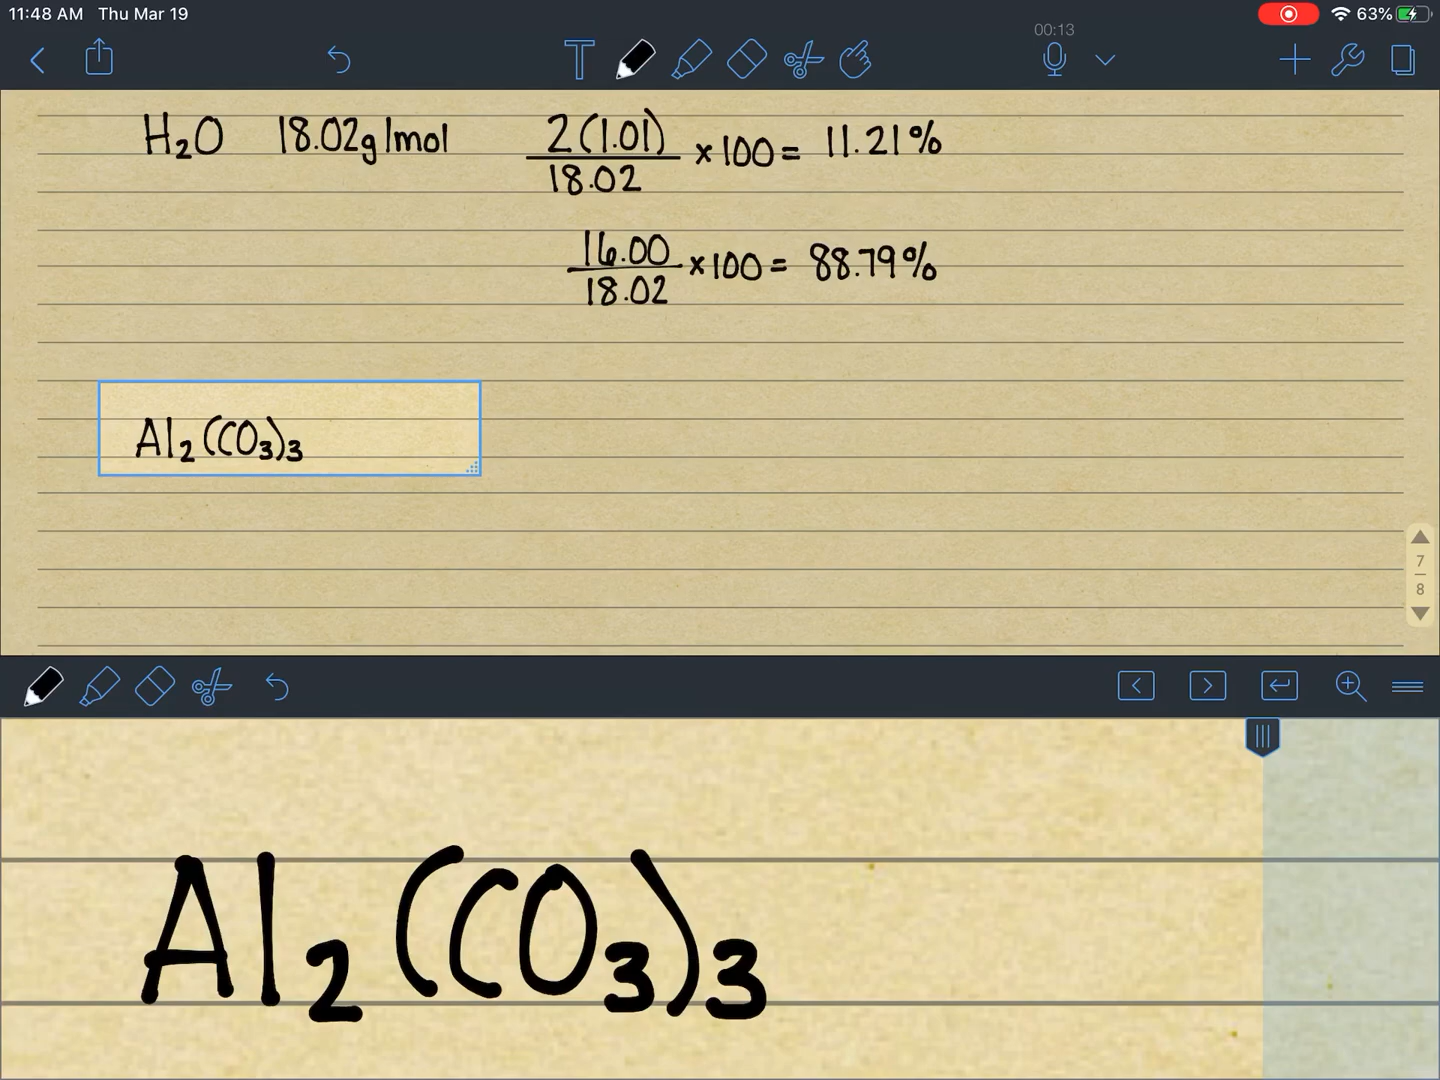 11:48 AM Thu Mar 19
63%
00:13
T
H₂O 18.02g/mol 2(1.01)/18.02 ×100 = 11.21%
16.00/18.02 ×100 = 88.79%
Al₂(CO₃)₃
7
8
Al₂(CO₃)₃